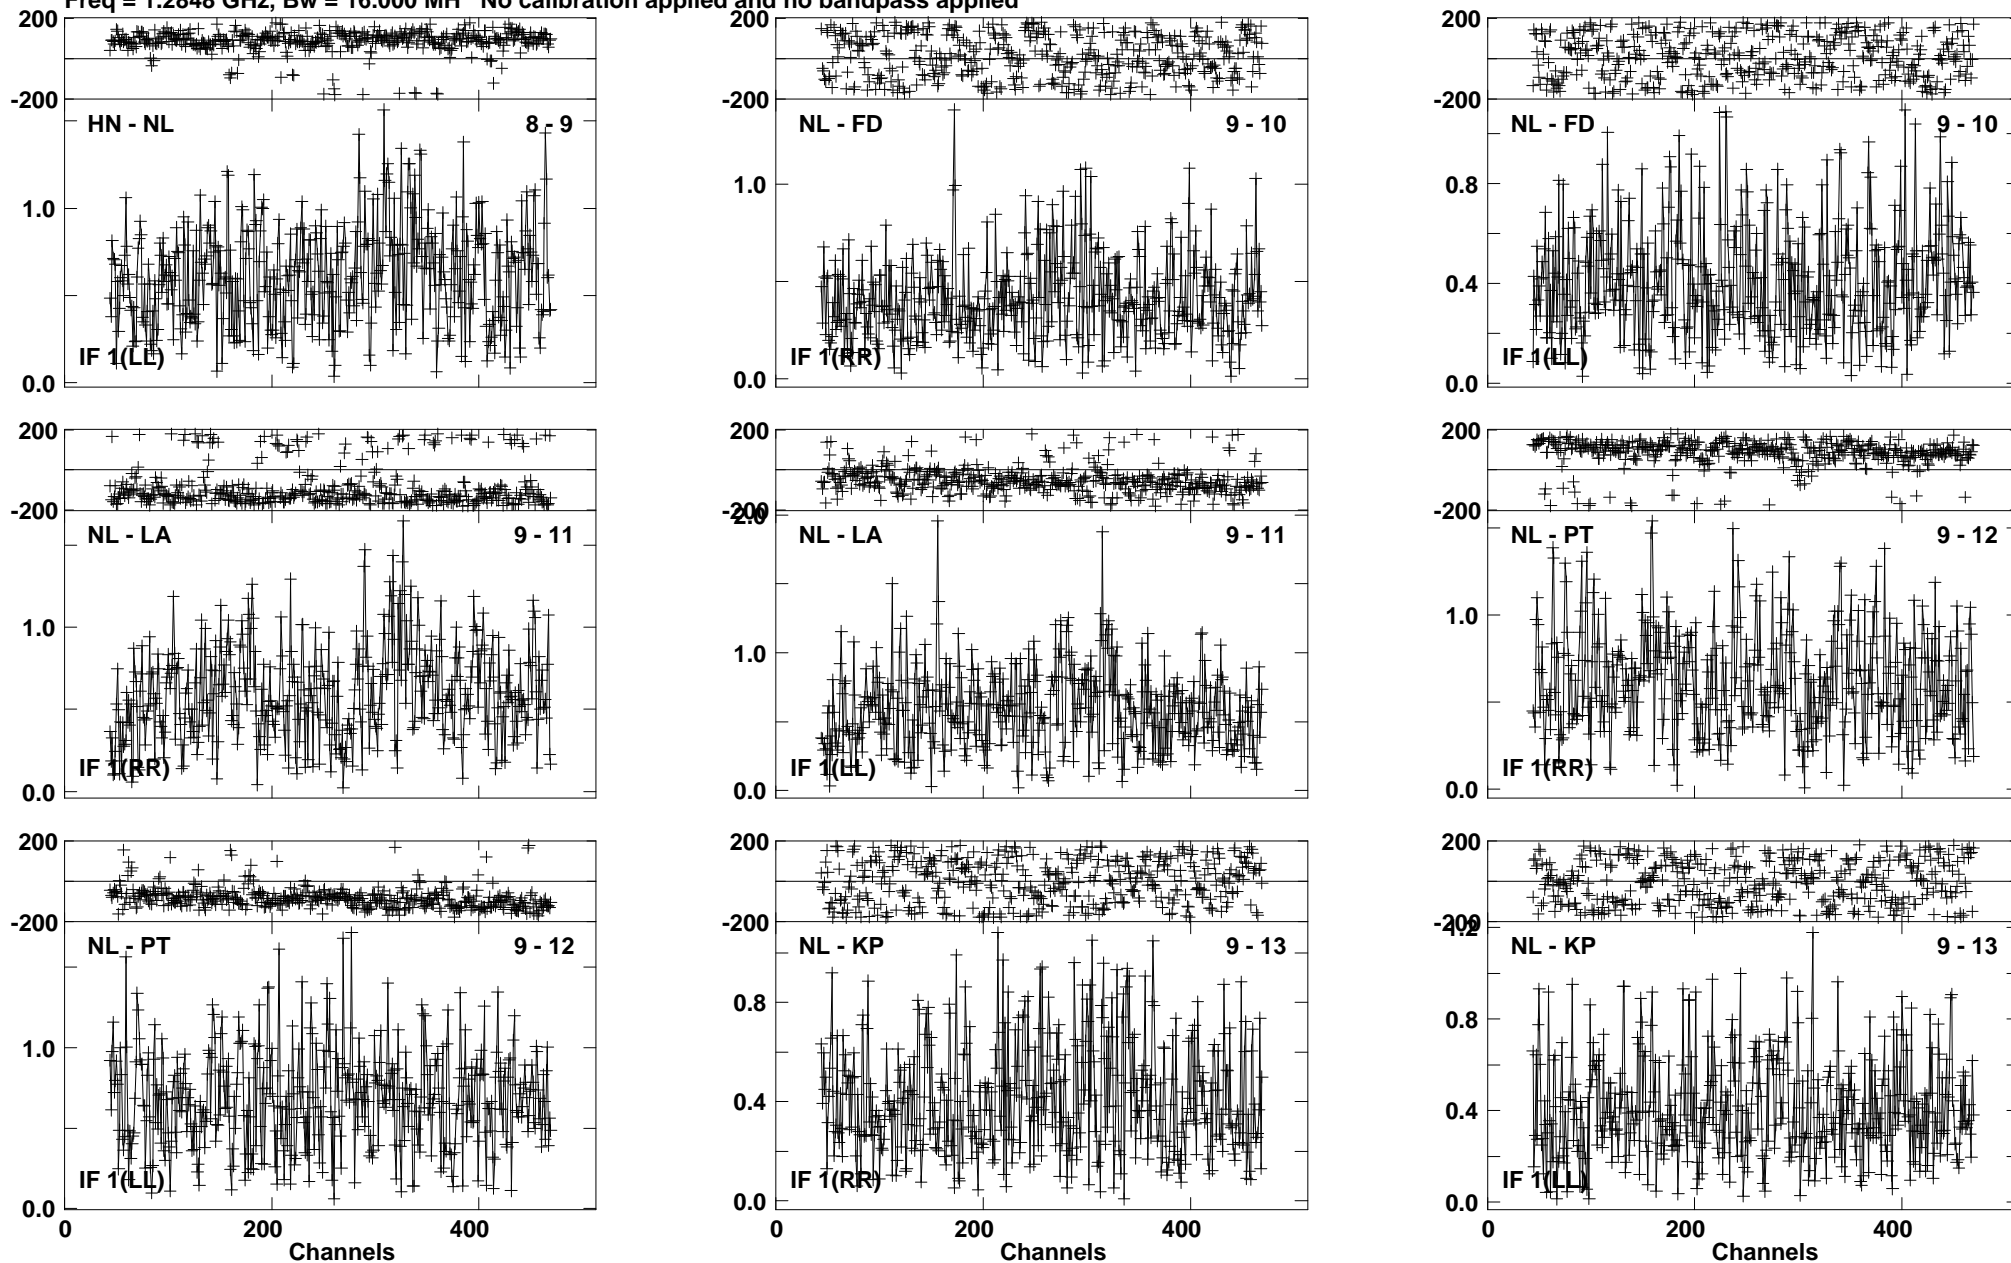 Freq = 1.2848 GHz, Bw = 16.000 MH No calibration applied and no bandpass applied
200
-200
HN - NL 8 - 9
1.0
IF 1(LL)
0.0
NL - FD 9 - 10
1.0
IF 1(RR)
0.0
200
-200
NL - FD 9 - 10
0.8
0.4
IF 1(LL)
0.0
200
-200
NL - LA 9 - 11
1.0
IF 1(RR)
0.0
200
-200
2.0
NL - LA 9 - 11
1.0
IF 1(LL)
0.0
200
-200
NL - PT 9 - 12
1.0
IF 1(RR)
0.0
200
-200
NL - PT 9 - 12
1.0
IF 1(LL)
0.0
0 200 400
Channels
200
-200
NL - KP 9 - 13
0.8
0.4
IF 1(RR)
0.0
200 400
200
-200
1.2
NL - KP 9 - 13
0.8
0.4
IF 1(LL)
0.0
0 200 400
Channels